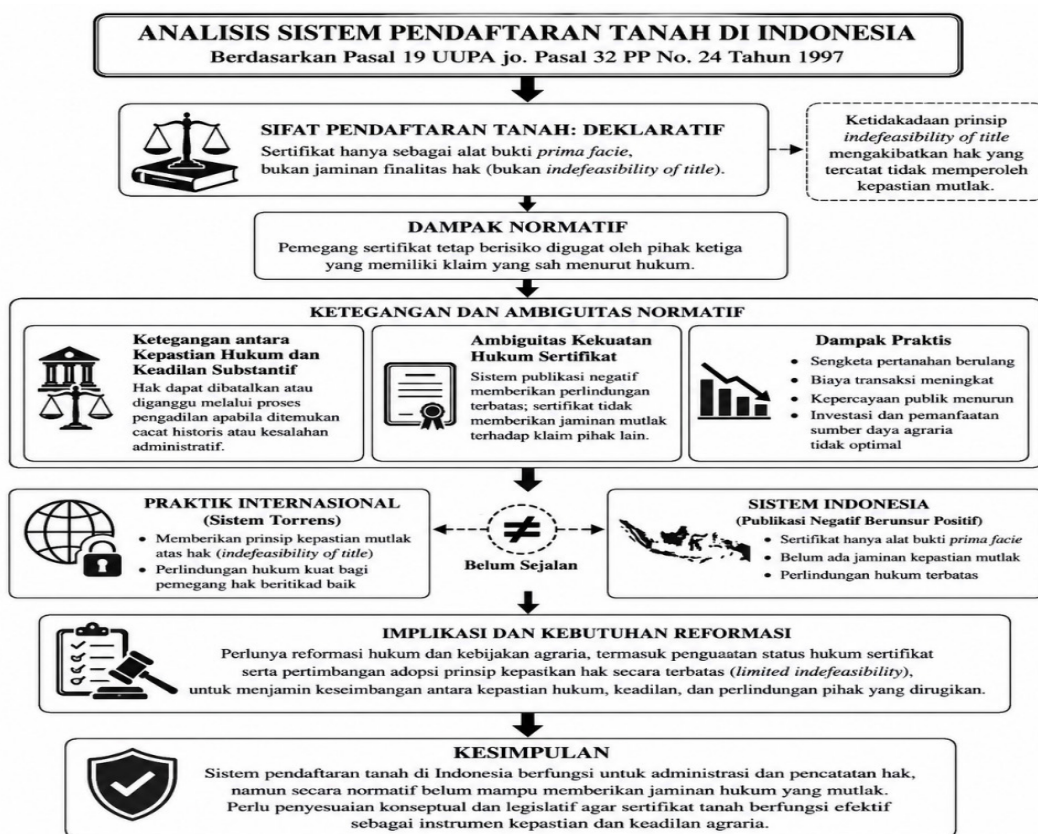 ANALISIS SISTEM PENDAFTARAN TANAH DI INDONESIA
Berdasarkan Pasal 19 UUPA jo. Pasal 32 PP No. 24 Tahun 1997
SIFAT PENDAFTARAN TANAH: DEKLARATIF
Sertifikat hanya sebagai alat bukti prima facie,
bukan jaminan finalitas hak (bukan indefeasibility of title).
Ketidakadaan prinsip
indefeasibility of title
mengakibatkan hak yang
tercatat tidak memperoleh
kepastian mutlak.
DAMPAK NORMATIF
Pemegang sertifikat tetap berisiko digugat oleh pihak ketiga
yang memiliki klaim yang sah menurut hukum.
KETEGANGAN DAN AMBIGUITAS NORMATIF
Ketegangan antara
Kepastian Hukum dan
Keadilan Substantif
Hak dapat dibatalkan atau
diganggu melalui proses
pengadilan apabila ditemukan
cacat historis atau kesalahan
administratif.
Ambiguitas Kekuatan
Hukum Sertifikat
Sistem publikasi negatif
memberikan perlindungan
terbatas; sertifikat tidak
memberikan jaminan mutlak
terhadap klaim pihak lain.
Dampak Praktis
• Sengketa pertanahan berulang
• Biaya transaksi meningkat
• Kepercayaan publik menurun
• Investasi dan pemanfaatan
sumber daya agraria
tidak optimal
PRAKTIK INTERNASIONAL
(Sistem Torrens)
• Memberikan prinsip kepastian mutlak
atas hak (indefeasibility of title)
• Perlindungan hukum kuat bagi
pemegang hak beritikad baik
≠
Belum Sejalan
SISTEM INDONESIA
(Publikasi Negatif Berunsur Positif)
• Sertifikat hanya alat bukti prima facie
• Belum ada jaminan kepastian mutlak
• Perlindungan hukum terbatas
IMPLIKASI DAN KEBUTUHAN REFORMASI
Perlunya reformasi hukum dan kebijakan agraria, termasuk penguatan status hukum sertifikat
serta pertimbangan adopsi prinsip kepastkan hak secara terbatas (limited indefeasibility),
untuk menjamin keseimbangan antara kepastian hukum, keadilan, dan perlindungan pihak yang dirugikan.
KESIMPULAN
Sistem pendaftaran tanah di Indonesia berfungsi untuk administrasi dan pencatatan hak,
namun secara normatif belum mampu memberikan jaminan hukum yang mutlak.
Perlu penyesuaian konseptual dan legislatif agar sertifikat tanah berfungsi efektif
sebagai instrumen kepastian dan keadilan agraria.